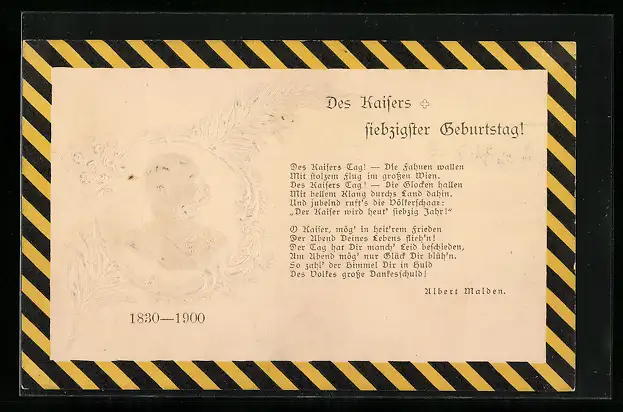 Des Kaisers
siebzigster Geburtstag!
Des Kaisers Tag! — Die Fahnen wallen
Mit stolzem Flug im großen Wien.
Des Kaisers Tag! — Die Glocken hallen
Mit hellem Klang durchs Land dahin,
Und jubelnd ruft's die Völkerschaar:
„Der Kaiser wird heut' siebzig Jahr!"
O Kaiser, mög' in heit'rem Frieden
Der Abend Deines Lebens flieh'n!
Der Tag hat Dir manch' Leid beschieden,
Am Abend mög' nur Glück Dir blüh'n.
So zahl' der Himmel Dir in Huld
Des Volkes große Dankesschuld!
Albert Malden.
1830—1900